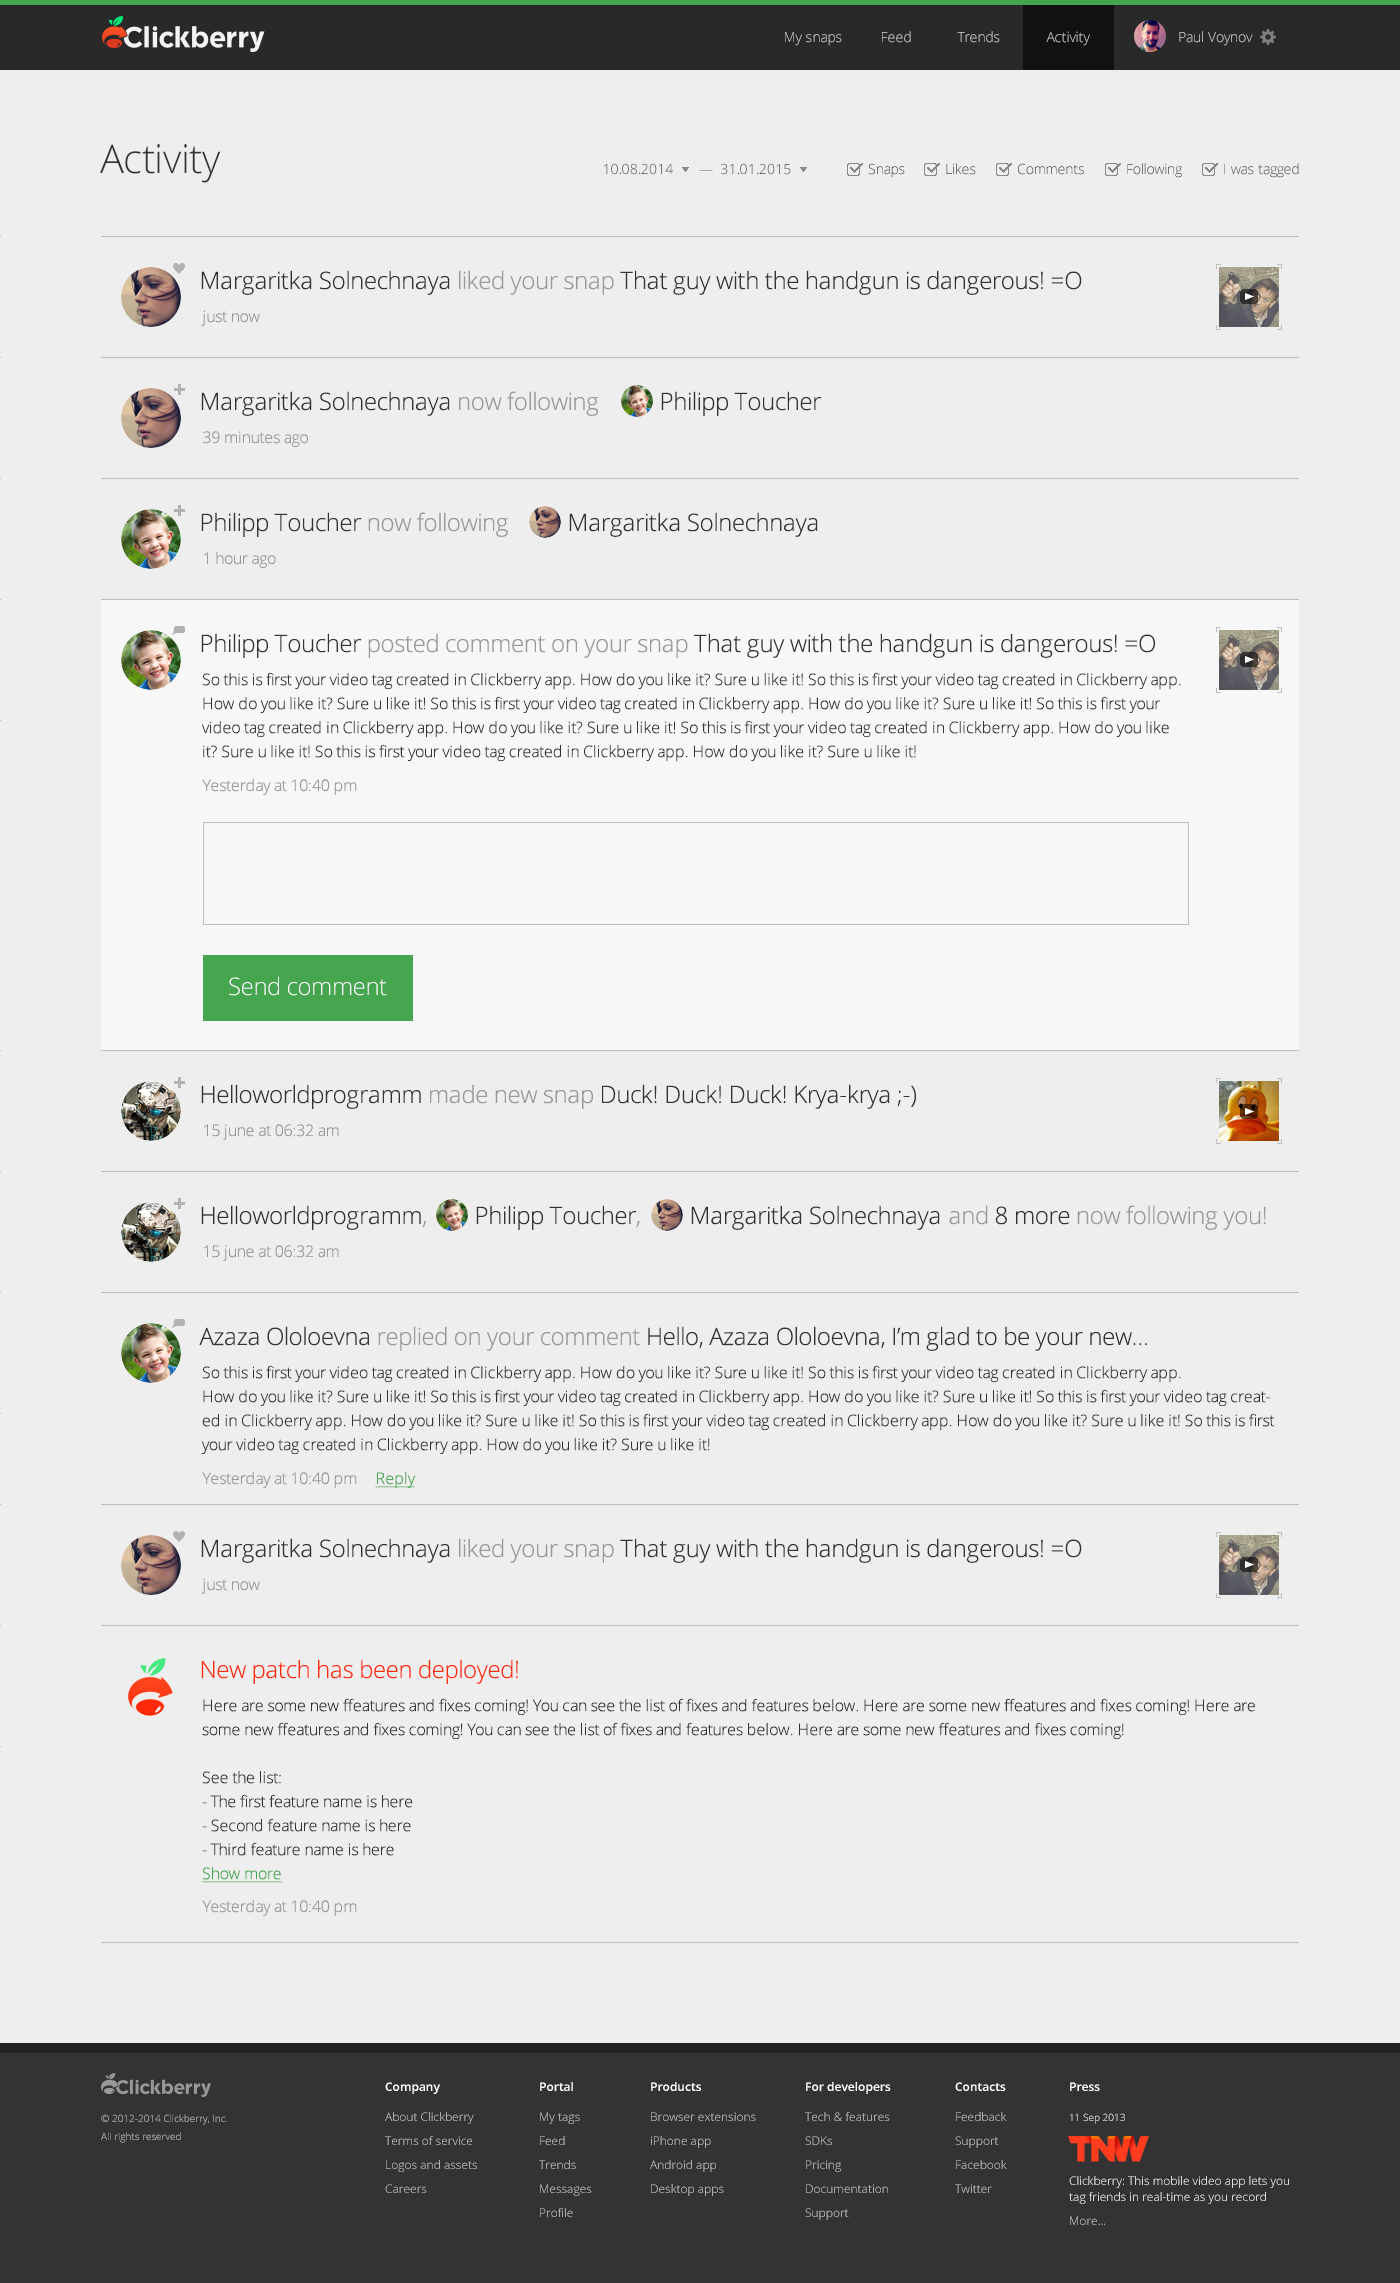 Clickberry
My snaps
Feed
Trends
Activity
Paul Voynov
Activity
10.08.2014 — 31.01.2015
Snaps
Likes
Comments
Following
I was tagged
Margaritka Solnechnaya liked your snap That guy with the handgun is dangerous! =O
just now
Margaritka Solnechnaya now following Philipp Toucher
39 minutes ago
Philipp Toucher now following Margaritka Solnechnaya
1 hour ago
Philipp Toucher posted comment on your snap That guy with the handgun is dangerous! =O
So this is first your video tag created in Clickberry app. How do you like it? Sure u like it! So this is first your video tag created in Clickberry app.
How do you like it? Sure u like it! So this is first your video tag created in Clickberry app. How do you like it? Sure u like it! So this is first your
video tag created in Clickberry app. How do you like it? Sure u like it! So this is first your video tag created in Clickberry app. How do you like
it? Sure u like it! So this is first your video tag created in Clickberry app. How do you like it? Sure u like it!
Yesterday at 10:40 pm
Send comment
Helloworldprogramm made new snap Duck! Duck! Duck! Krya-krya ;-)
15 june at 06:32 am
Helloworldprogramm, Philipp Toucher, Margaritka Solnechnaya and 8 more now following you!
15 june at 06:32 am
Azaza Ololoevna replied on your comment Hello, Azaza Ololoevna, I’m glad to be your new...
So this is first your video tag created in Clickberry app. How do you like it? Sure u like it! So this is first your video tag created in Clickberry app.
How do you like it? Sure u like it! So this is first your video tag created in Clickberry app. How do you like it? Sure u like it! So this is first your video tag creat-
ed in Clickberry app. How do you like it? Sure u like it! So this is first your video tag created in Clickberry app. How do you like it? Sure u like it! So this is first
your video tag created in Clickberry app. How do you like it? Sure u like it!
Yesterday at 10:40 pm Reply
Margaritka Solnechnaya liked your snap That guy with the handgun is dangerous! =O
just now
New patch has been deployed!
Here are some new ffeatures and fixes coming! You can see the list of fixes and features below. Here are some new ffeatures and fixes coming! Here are
some new ffeatures and fixes coming! You can see the list of fixes and features below. Here are some new ffeatures and fixes coming!
See the list:
- The first feature name is here
- Second feature name is here
- Third feature name is here
Show more
Yesterday at 10:40 pm
Clickberry
© 2012-2014 Clickberry, Inc.
All rights reserved
Company
About Clickberry
Terms of service
Logos and assets
Careers
Portal
My tags
Feed
Trends
Messages
Profile
Products
Browser extensions
iPhone app
Android app
Desktop apps
For developers
Tech & features
SDKs
Pricing
Documentation
Support
Contacts
Feedback
Support
Facebook
Twitter
Press
11 Sep 2013
TNW
Clickberry: This mobile video app lets you
tag friends in real-time as you record
More...